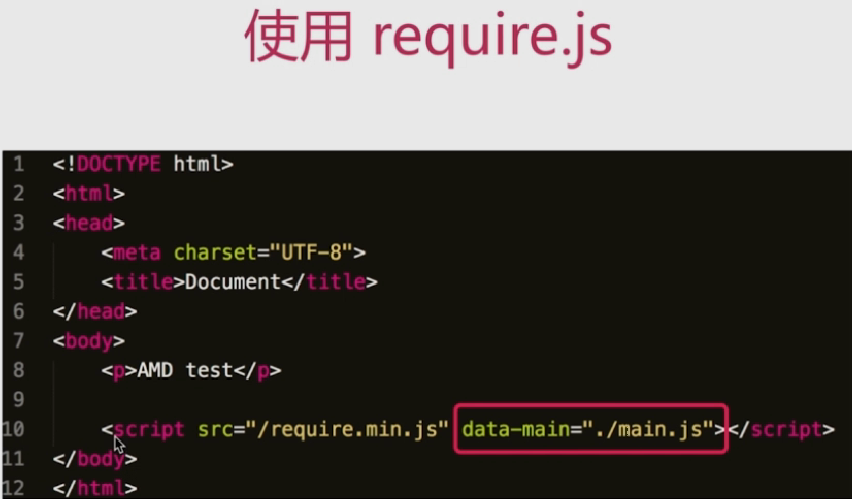 使用 require.js
1 <!DOCTYPE html>
2 <html>
3 <head>
4 <meta charset="UTF-8">
5 <title>Document</title>
6 </head>
7 <body>
8 <p>AMD test</p>
9
10 <script src="/require.min.js" data-main="./main.js"></script>
11 </body>
12 </html>